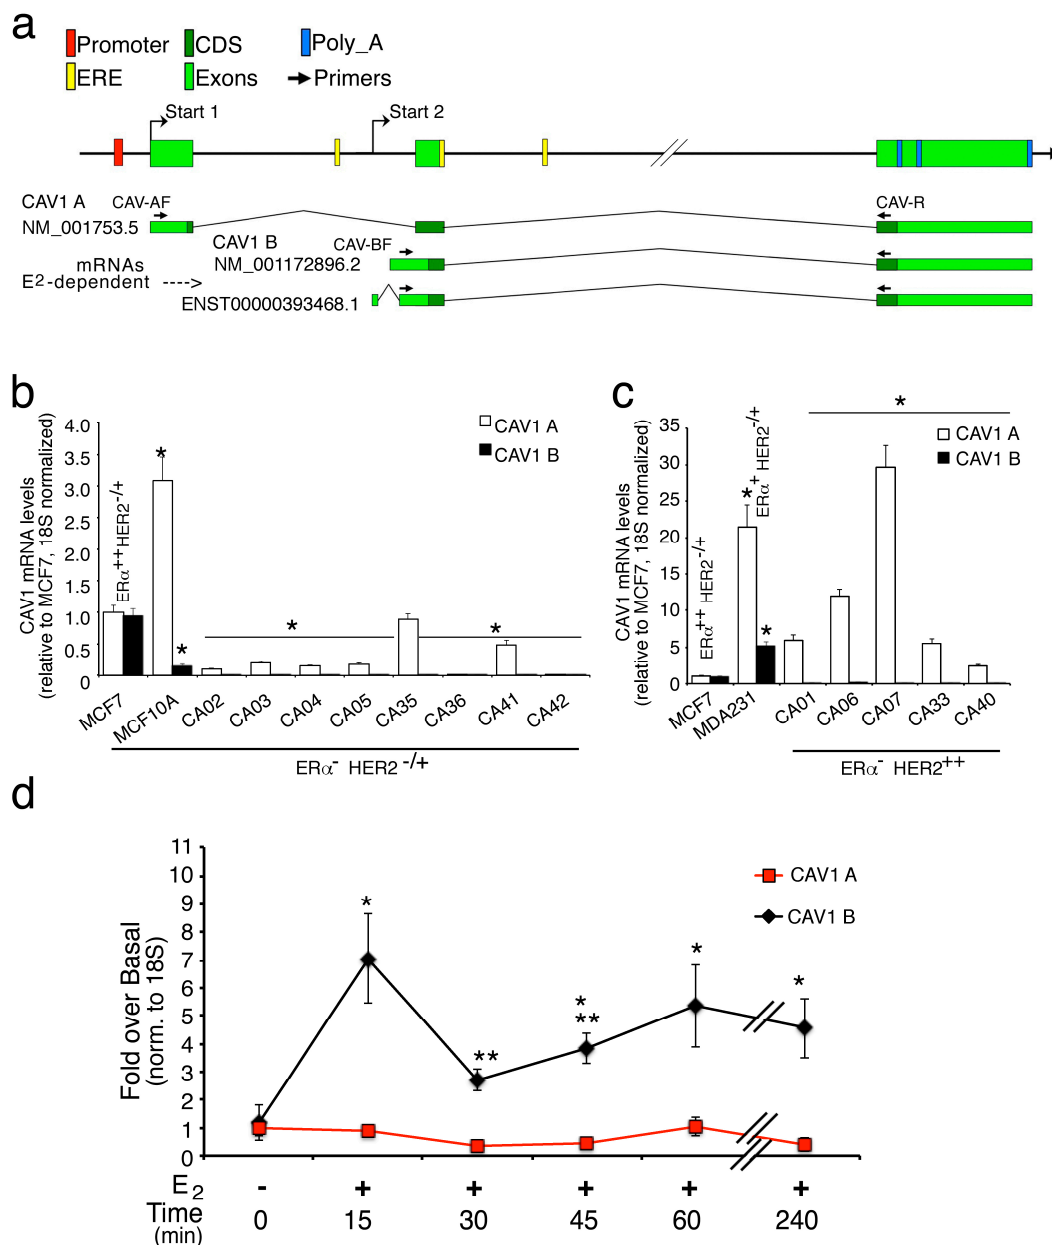 a
Promoter CDS Poly_A
ERE Exons Primers
Start 1 Start 2
CAV1 A CAV-AF CAV-R
NM_001753.5
CAV1 B CAV-BF
mRNAs NM_001172896.2
E2-dependent ---->
ENST00000393468.1
b
CAV1 mRNA levels
(relative to MCF7, 18S normalized)
4.0
3.5
3.0
2.5
2.0
1.5
1.0
0.5
0
CAV1 A
CAV1 B
ERα++HER2-/+
*
*
*
*
MCF7 MCF10A CA02 CA03 CA04 CA05 CA35 CA36 CA41 CA42
ERα- HER2 -/+
c
CAV1 mRNA levels
(relative to MCF7, 18S normalized)
35
30
25
20
15
10
5
0
*
CAV1 A
CAV1 B
ERα++ HER2-/+
*
ERα+ HER2-/+
*
MCF7 MDA231 CA01 CA06 CA07 CA33 CA40
ERα- HER2++
d
Fold over Basal
(norm. to 18S)
11
10
9
8
7
6
5
4
3
2
1
0
CAV1 A
CAV1 B
*
**
*
**
*
*
E2 - + + + + +
Time 0 15 30 45 60 240
(min)